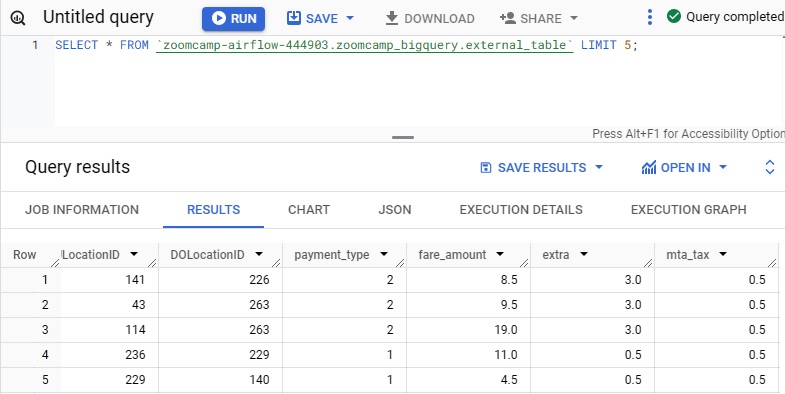 Untitled query RUN SAVE DOWNLOAD SHARE Query completed
1 SELECT * FROM `zoomcamp-airflow-444903.zoomcamp_bigquery.external_table` LIMIT 5;
Press Alt+F1 for Accessibility Option
Query results SAVE RESULTS OPEN IN
JOB INFORMATION RESULTS CHART JSON EXECUTION DETAILS EXECUTION GRAPH
Row LocationID DOLocationID payment_type fare_amount extra mta_tax
1 141 226 2 8.5 3.0 0.5
2 43 263 2 9.5 3.0 0.5
3 114 263 2 19.0 3.0 0.5
4 236 229 1 11.0 0.5 0.5
5 229 140 1 4.5 0.5 0.5